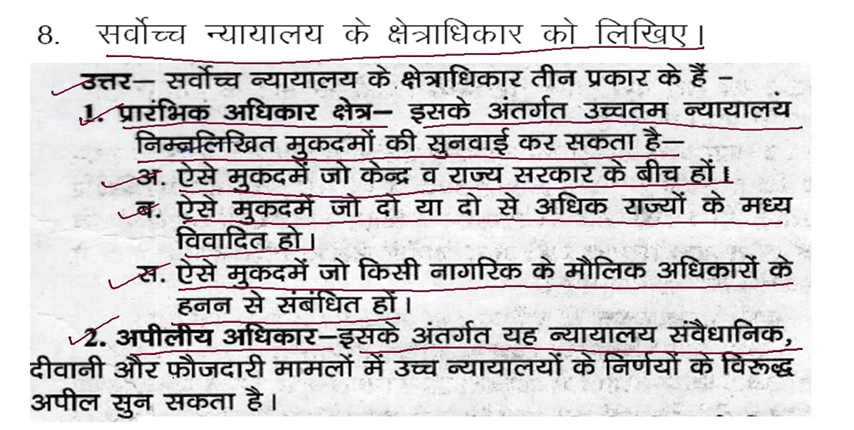 8. सर्वोच्च न्यायालय के क्षेत्राधिकार को लिखिए।
उत्तर– सर्वोच्च न्यायालय के क्षेत्राधिकार तीन प्रकार के हैं –
1. प्रारंभिक अधिकार क्षेत्र– इसके अंतर्गत उच्चतम न्यायालय
निम्नलिखित मुकदमों की सुनवाई कर सकता है–
अ. ऐसे मुकदमें जो केन्द्र व राज्य सरकार के बीच हों।
ब. ऐसे मुकदमें जो दो या दो से अधिक राज्यों के मध्य
विवादित हो।
स. ऐसे मुकदमें जो किसी नागरिक के मौलिक अधिकारों के
हनन से संबंधित हों।
2. अपीलीय अधिकार–इसके अंतर्गत यह न्यायालय संवैधानिक,
दीवानी और फौजदारी मामलों में उच्च न्यायालयों के निर्णयों के विरूद्ध
अपील सुन सकता है।